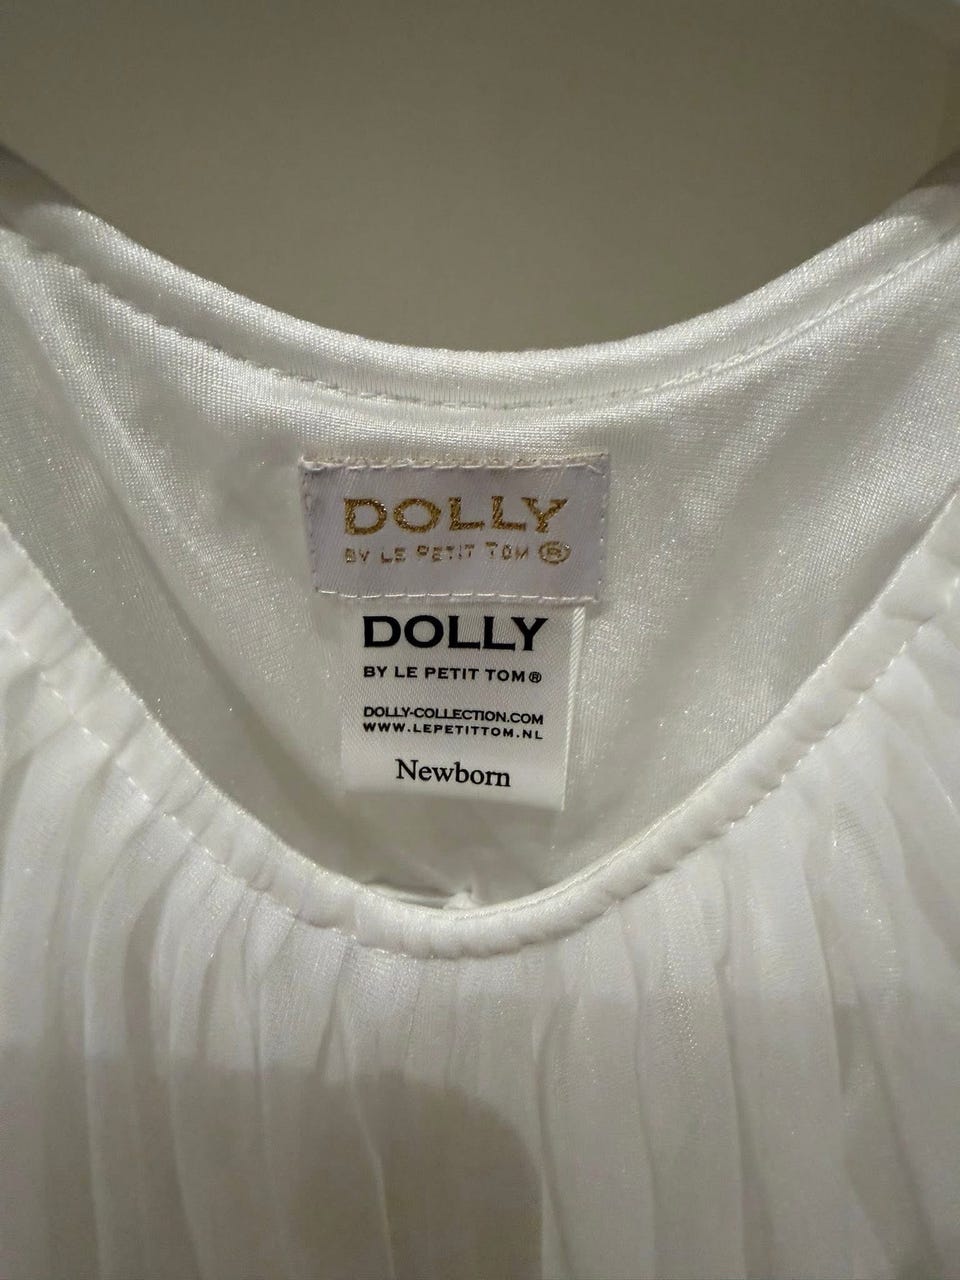 DOLLY
BY LE PETIT TOM ®
DOLLY
BY LE PETIT TOM®
DOLLY-COLLECTION.COM
WWW.LEPETITTOM.NL
Newborn